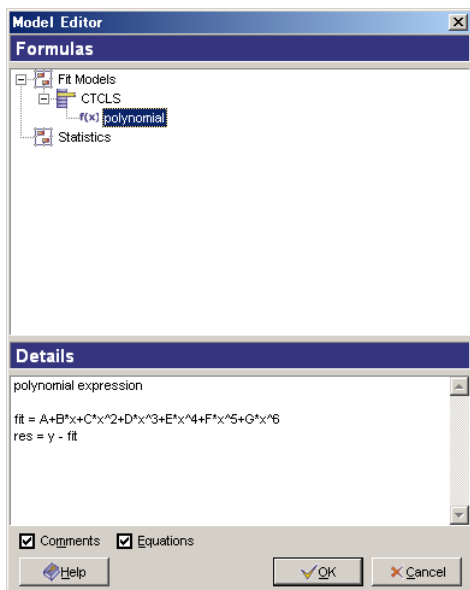 Model Editor
Formulas
Fit Models
CTCLS
f(x) polynomial
Statistics
Details
polynomial expression
fit = A+B*x+C*x^2+D*x^3+E*x^4+F*x^5+G*x^6
res = y - fit
Comments Equations
Help OK Cancel